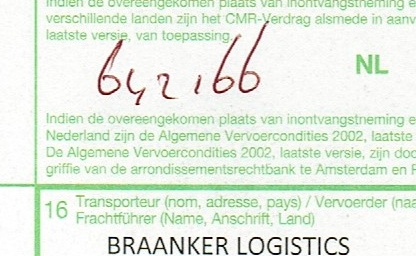 Indien de overeengekomen plaats van inontvangstneming e
verschillende landen zijn het CMR-Verdrag alsmede in aanv
laatste versie, van toepassing.
NL
Indien de overeengekomen plaats van inontvangstneming e
Nederland zijn de Algemene Vervoercondities 2002, laatste
De Algemene Vervoercondities 2002, laatste versie, zijn doo
griffie van de arrondissementsrechtbank te Amsterdam en R
16 Transporteur (nom, adresse, pays) / Vervoerder (naa
Frachtführer (Name, Anschrift, Land)
BRAANKER LOGISTICS